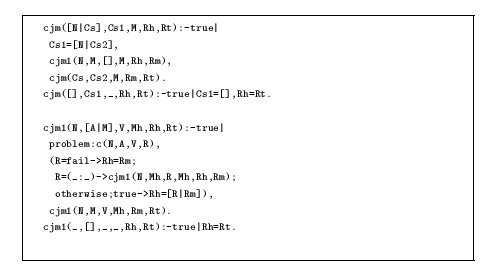 cjm([N|Cs],Cs1,M,Rh,Rt):-true|
Cs1=[N|Cs2],
cjm1(N,M,[],M,Rh,Rm),
cjm(Cs,Cs2,M,Rm,Rt).
cjm([],Cs1,_,Rh,Rt):-true|Cs1=[],Rh=Rt.
cjm1(N,[A|M],V,Mh,Rh,Rt):-true|
problem:c(N,A,V,R),
(R=fail->Rh=Rm;
R=(_:_)->cjm1(N,Mh,R,Mh,Rh,Rm);
otherwise;true->Rh=[R|Rm]),
cjm1(N,M,V,Mh,Rm,Rt).
cjm1(_,[],_,_,Rh,Rt):-true|Rh=Rt.